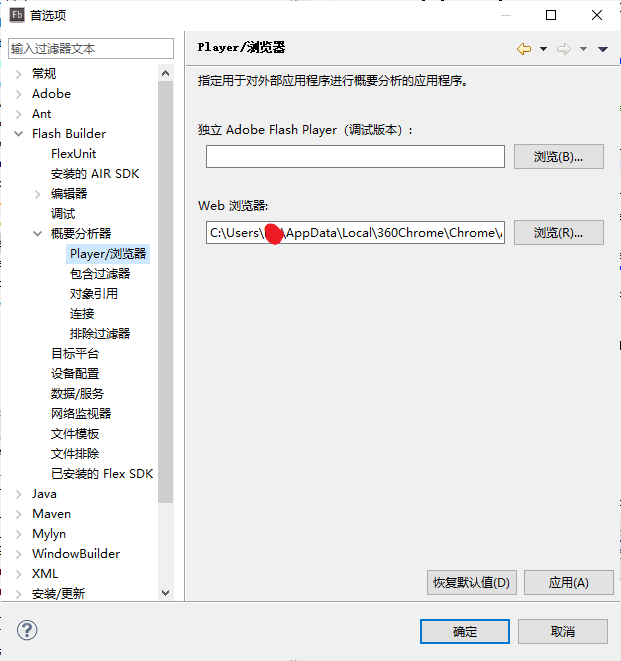 Fb 首选项
输入过滤器文本
常规
Adobe
Ant
Flash Builder
FlexUnit
安装的 AIR SDK
编辑器
调试
概要分析器
Player/浏览器
包含过滤器
对象引用
连接
排除过滤器
目标平台
设备配置
数据/服务
网络监视器
文件模板
文件排除
已安装的 Flex SDK
Java
Maven
Mylyn
WindowBuilder
XML
安装/更新
Player/浏览器
指定用于对外部应用程序进行概要分析的应用程序。
独立 Adobe Flash Player（调试版本）:
浏览(B)...
Web 浏览器:
C:\Users\ \AppData\Local\360Chrome\Chrome\
浏览(R)...
恢复默认值(D) 应用(A)
? 确定 取消